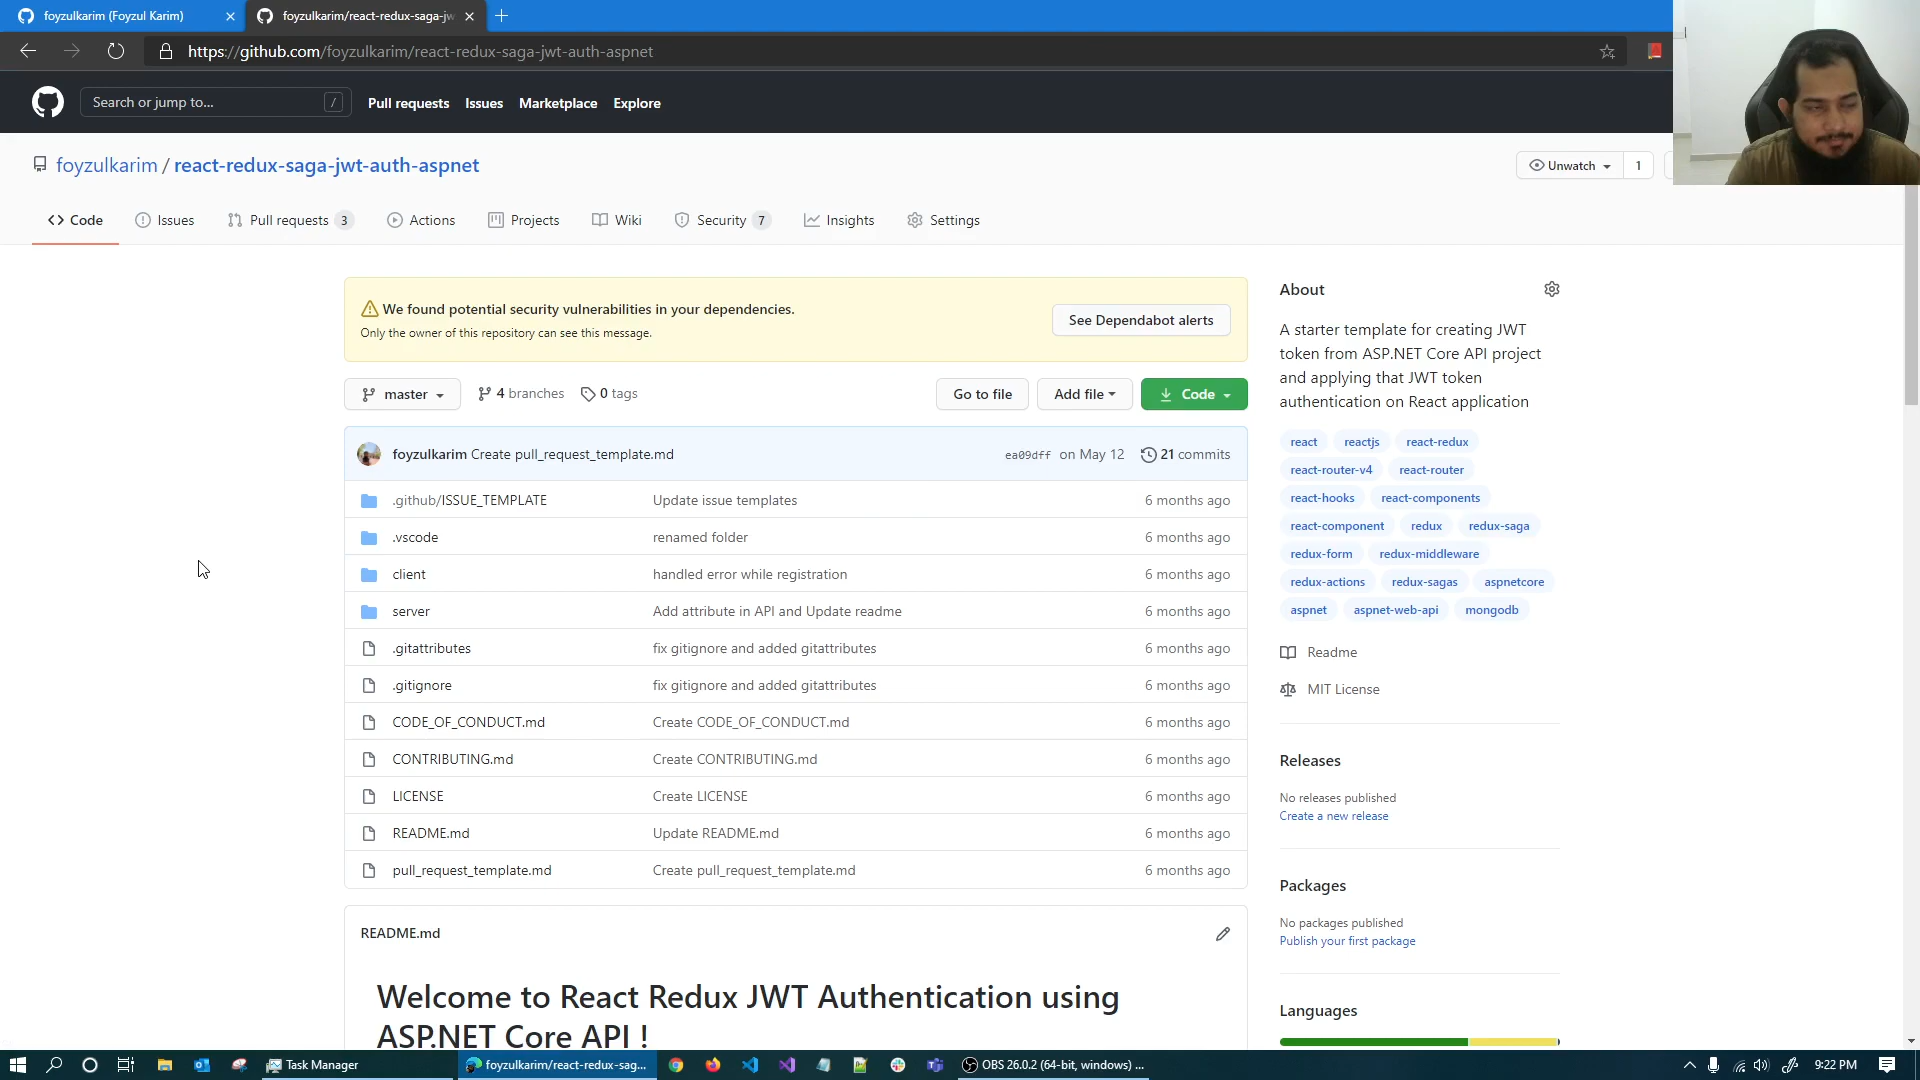 foyzulkarim (Foyzul Karim)
foyzulkarim/react-redux-saga-jw
https://github.com/foyzulkarim/react-redux-saga-jwt-auth-aspnet
Search or jump to...
/
Pull requests
Issues
Marketplace
Explore
foyzulkarim / react-redux-saga-jwt-auth-aspnet
Unwatch
1
Code
Issues
Pull requests 3
Actions
Projects
Wiki
Security 7
Insights
Settings
We found potential security vulnerabilities in your dependencies.
Only the owner of this repository can see this message.
See Dependabot alerts
master
4 branches
0 tags
Go to file
Add file
Code
foyzulkarim Create pull_request_template.md
ea09dff on May 12
21 commits
.github/ISSUE_TEMPLATE Update issue templates 6 months ago
.vscode renamed folder 6 months ago
client handled error while registration 6 months ago
server Add attribute in API and Update readme 6 months ago
.gitattributes fix gitignore and added gitattributes 6 months ago
.gitignore fix gitignore and added gitattributes 6 months ago
CODE_OF_CONDUCT.md Create CODE_OF_CONDUCT.md 6 months ago
CONTRIBUTING.md Create CONTRIBUTING.md 6 months ago
LICENSE Create LICENSE 6 months ago
README.md Update README.md 6 months ago
pull_request_template.md Create pull_request_template.md 6 months ago
README.md
Welcome to React Redux JWT Authentication using
ASP.NET Core API !
About
A starter template for creating JWT
token from ASP.NET Core API project
and applying that JWT token
authentication on React application
react reactjs react-redux
react-router-v4 react-router
react-hooks react-components
react-component redux redux-saga
redux-form redux-middleware
redux-actions redux-sagas aspnetcore
aspnet aspnet-web-api mongodb
Readme
MIT License
Releases
No releases published
Create a new release
Packages
No packages published
Publish your first package
Languages
Task Manager
foyzulkarim/react-redux-sag...
OBS 26.0.2 (64-bit, windows) ...
9:22 PM